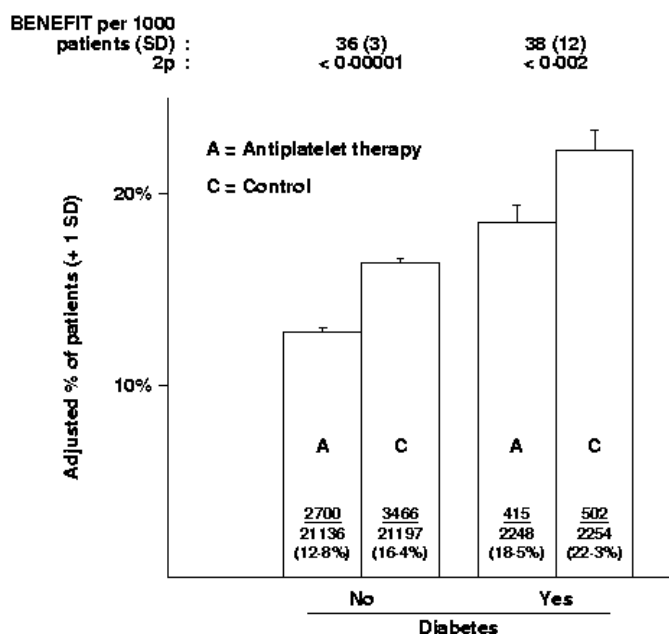 BENEFIT per 1000
patients (SD) : 36 (3) 38 (12)
2p : < 0·00001 < 0·002
A = Antiplatelet therapy
C = Control
Adjusted % of patients (+ 1 SD)
20%
10%
A C A C
2700 3466 415 502
21136 21197 2248 2254
(12·8%) (16·4%) (18·5%) (22·3%)
No Yes
Diabetes